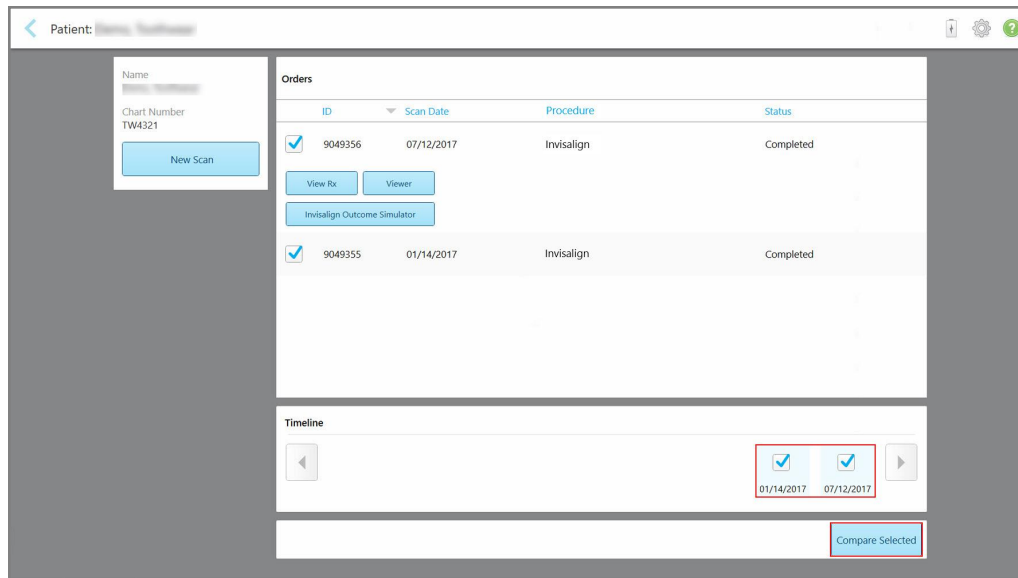 Patient:
?
Name
Chart Number
TW4321
New Scan
Orders
ID Scan Date Procedure Status
9049356 07/12/2017 Invisalign Completed
View Rx Viewer
Invisalign Outcome Simulator
9049355 01/14/2017 Invisalign Completed
Timeline
01/14/2017 07/12/2017
Compare Selected